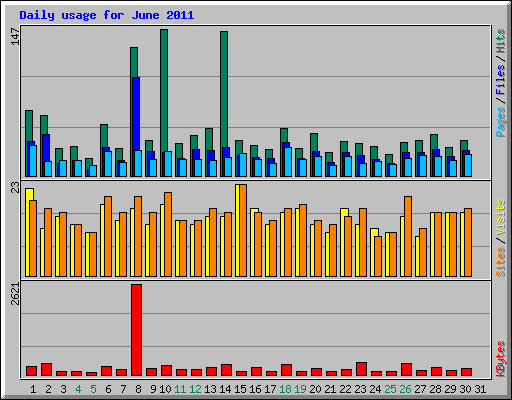 Daily usage for June 2011
147
Pages / Files / Hits
23
Sites / Visits
2621
KBytes
1 2 3 4 5 6 7 8 9 10 11 12 13 14 15 16 17 18 19 20 21 22 23 24 25 26 27 28 29 30 31